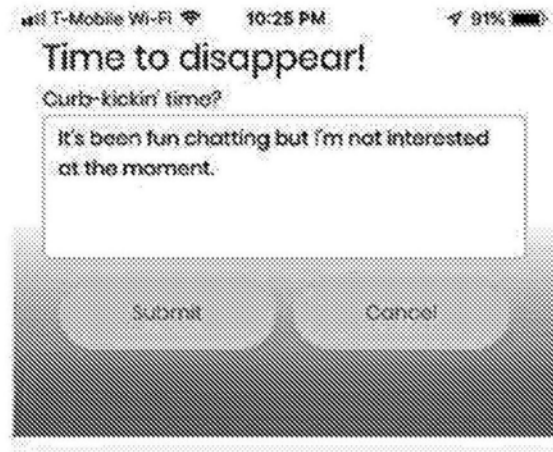 T-Mobile Wi-Fi 10:25 PM 91%
Time to disappear!
Curb-kickin' time?
It's been fun chatting but i'm not interested
at the moment.
Submit Cancel